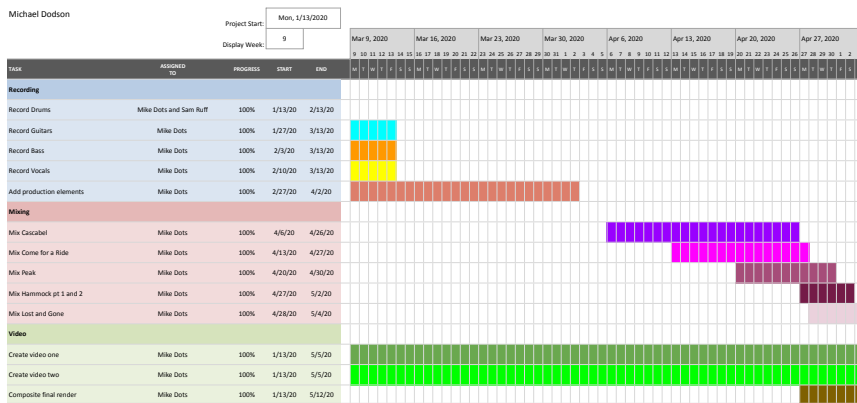 Michael Dodson
Project Start: Mon, 1/13/2020
Display Week: 9
Mar 9, 2020 Mar 16, 2020 Mar 23, 2020 Mar 30, 2020 Apr 6, 2020 Apr 13, 2020 Apr 20, 2020 Apr 27, 2020
9 10 11 12 13 14 15 16 17 18 19 20 21 22 23 24 25 26 27 28 29 30 31 1 2 3 4 5 6 7 8 9 10 11 12 13 14 15 16 17 18 19 20 21 22 23 24 25 26 27 28 29 30 1 2
TASK ASSIGNED TO PROGRESS START END M T W T F S S M T W T F S S M T W T F S S M T W T F S S M T W T F S S M T W T F S S M T W T F S S M T W T F S
Recording
Record Drums Mike Dots and Sam Ruff 100% 1/13/20 2/13/20
Record Guitars Mike Dots 100% 1/27/20 3/13/20
Record Bass Mike Dots 100% 2/3/20 3/13/20
Record Vocals Mike Dots 100% 2/10/20 3/13/20
Add production elements Mike Dots 100% 2/27/20 4/2/20
Mixing
Mix Cascabel Mike Dots 100% 4/6/20 4/26/20
Mix Come for a Ride Mike Dots 100% 4/13/20 4/27/20
Mix Peak Mike Dots 100% 4/20/20 4/30/20
Mix Hammock pt 1 and 2 Mike Dots 100% 4/27/20 5/2/20
Mix Lost and Gone Mike Dots 100% 4/28/20 5/4/20
Video
Create video one Mike Dots 100% 1/13/20 5/5/20
Create video two Mike Dots 100% 1/13/20 5/5/20
Composite final render Mike Dots 100% 1/13/20 5/12/20